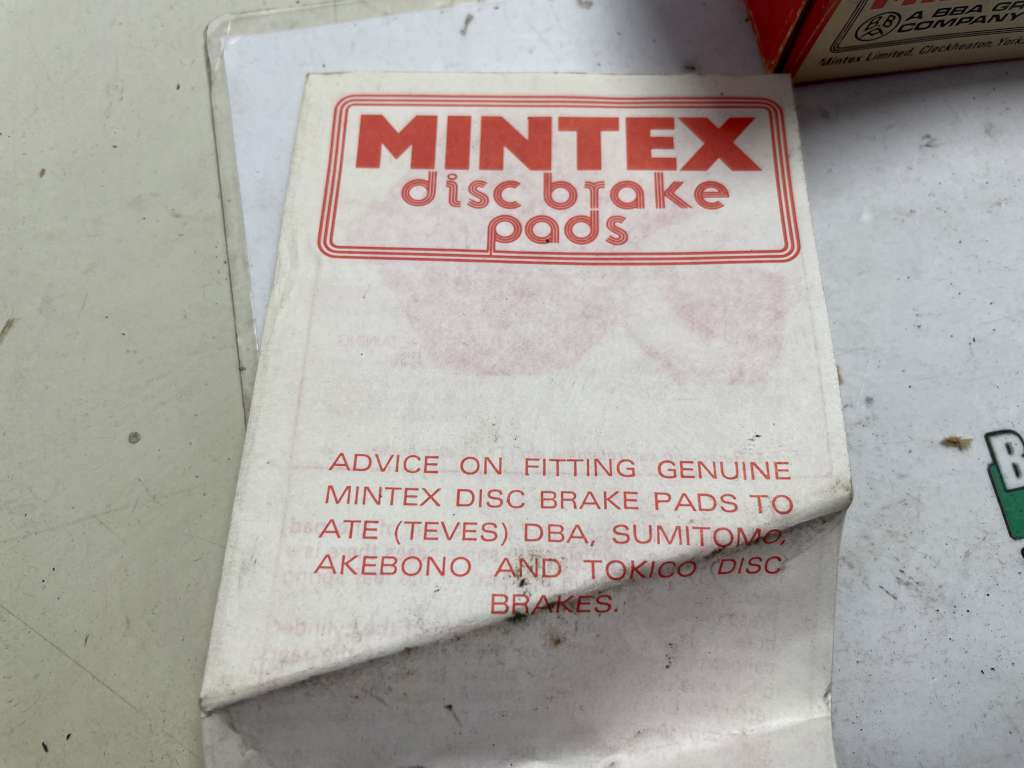 MINTEX
disc brake
pads
ADVICE ON FITTING GENUINE
MINTEX DISC BRAKE PADS TO
ATE (TEVES) DBA, SUMITOMO,
AKEBONO AND TOKICO DISC
BRAKES.
A BBA GR
COMPANY
Mintex Limited, Cleckheaton, York
B